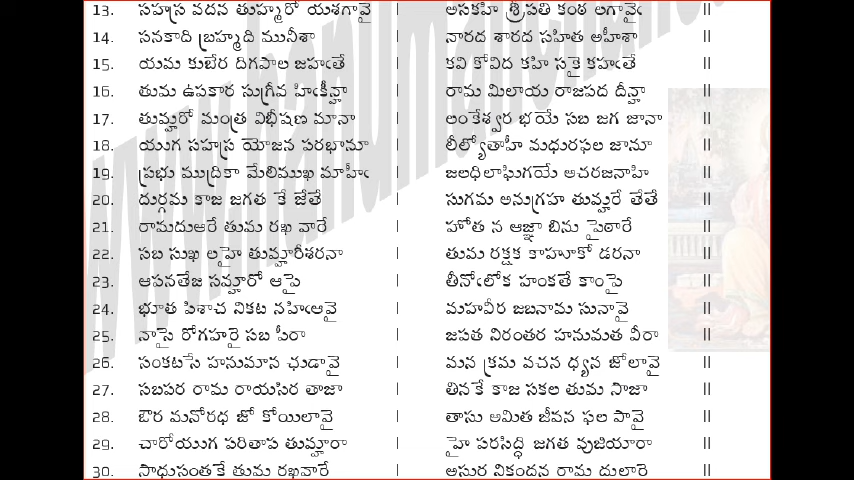 13. సహస్ర వదన తుహ్మరో యశగావై | అసకహి శ్రీపతి కంఠ లగావైఁ ||
14. సనకాది బ్రహ్మది మునీశా | నారద శారద సహిత అహీశా ||
15. యమ కుబేర దిగపాల జహఁతే | కవి కోవిద కహి సకై కహఁతే ||
16. తుమ ఉపకార సుగ్రీవ హిఁకీన్హా | రామ మిలాయ రాజపద దీన్హా ||
17. తుమ్హరో మంత్ర విభీషణ మానా | లంకేశ్వర భయే సబ జగ జానా ||
18. యుగ సహస్ర యోజన పరభానూ | లీల్యోతాహీ మధురఫల జానూ ||
19. ప్రభు ముద్రికా మేలిముఖ మాహీఁ | జలధిలాఘిగయే అచరజనాహి ||
20. దుర్గమ కాజ జగత కే జేతే | సుగమ అనుగ్రహ తుమ్హరే తేతే ||
21. రామదుఆరే తుమ రఖ వారే | హోత న ఆజ్ఞా బిను పైఠారే ||
22. సబ సుఖ లహై తుమ్హారీశరనా | తుమ రక్షక కాహూకో డరనా ||
23. ఆపనతేజ సమ్హారో ఆపై | తీనోఁలోక హంకతే కాంపై ||
24. భూత పిశాచ నికట నహిఁఆవై | మహవీర జబనామ సునావై ||
25. నాసై రోగహరై సబ పీరా | జపత నిరంతర హనుమత వీరా ||
26. సంకటసే హనుమాన ఛుడావై | మన క్రమ వచన ధ్యన జోలావై ||
27. సబపర రామ రాయసిర తాజా | తినకే కాజ సకల తుమ సాజా ||
28. ఔర మనోరధ జో కోయిలావై | తాసు అమిత జీవన ఫల పావై ||
29. చారోయుగ పరితాప తుమ్హారా | హై పరసిద్ధి జగత వుజియారా ||
30. సాధుసంతకే తుమ రఖవారే | అసుర నికందన రామ దులారె ||